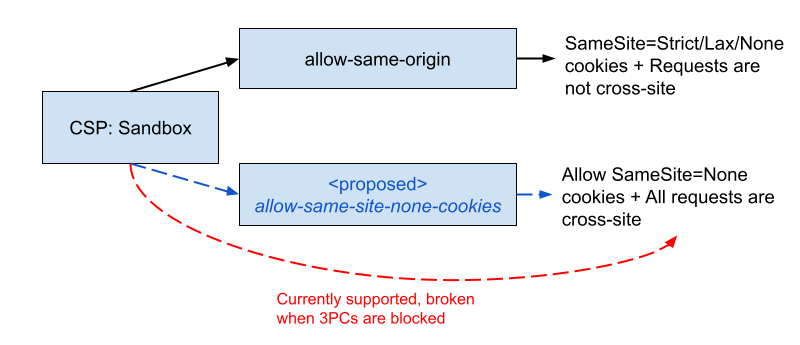 allow-same-origin
SameSite=Strict/Lax/None
cookies + Requests are
not cross-site
CSP: Sandbox
<proposed>
allow-same-site-none-cookies
Allow SameSite=None
cookies + All requests are
cross-site
Currently supported, broken
when 3PCs are blocked